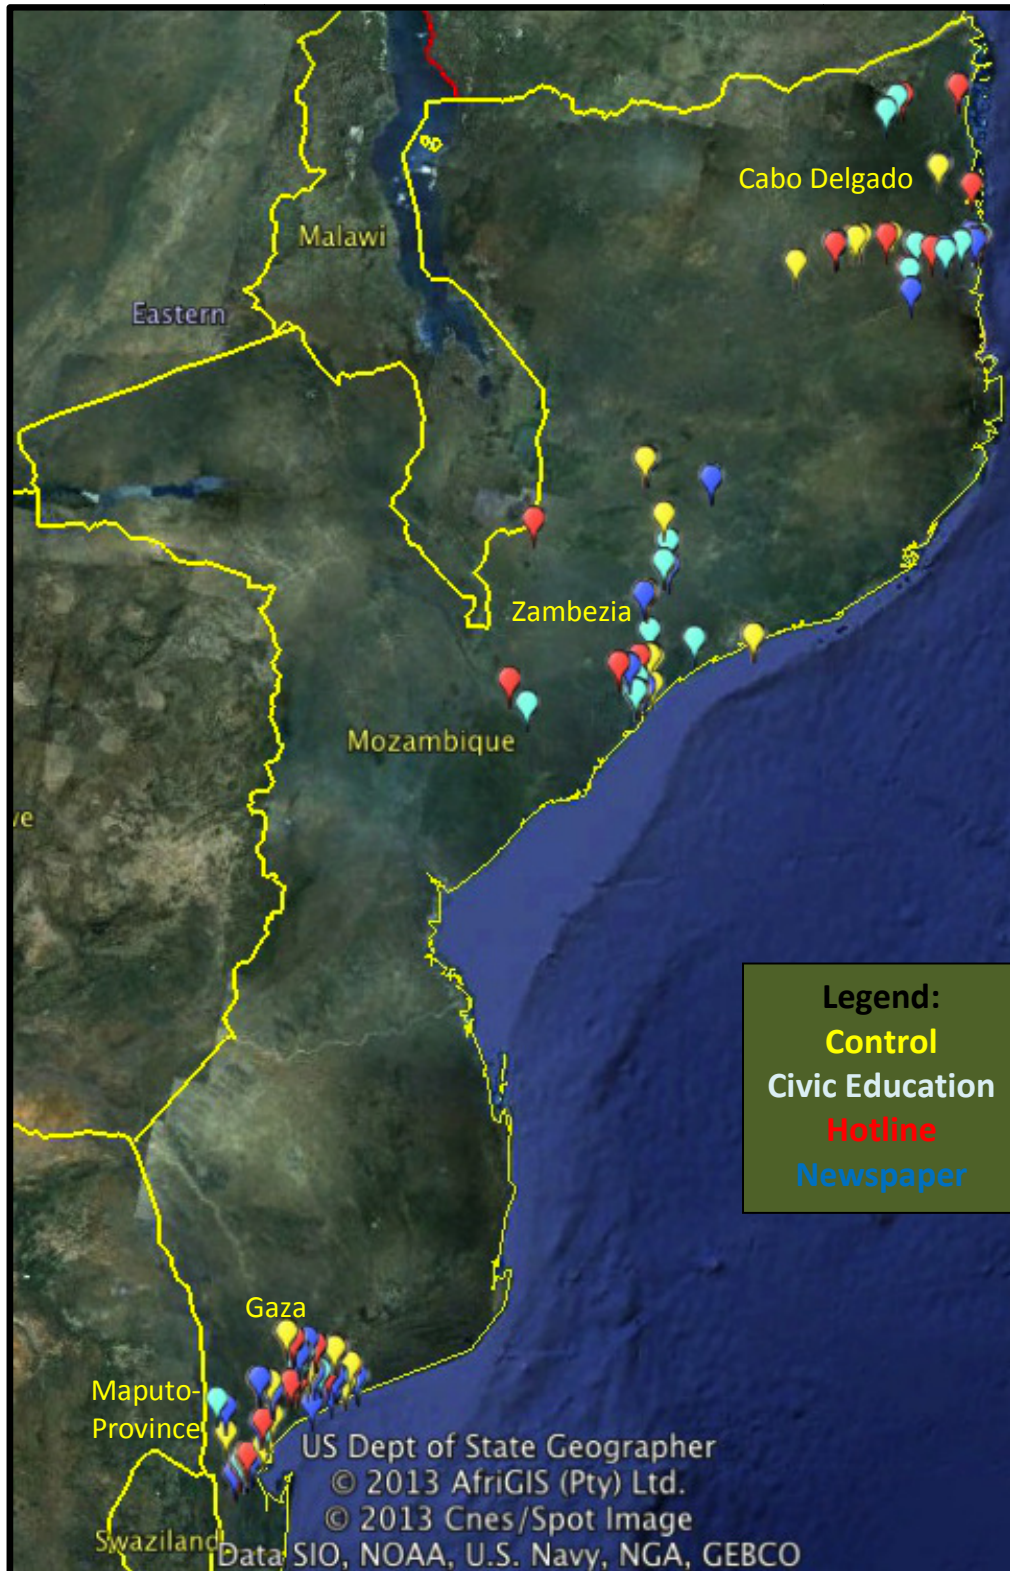 Cabo Delgado
Malawi
Eastern
Zambezia
Mozambique
ve
Legend:
Control
Civic Education
Hotline
Newspaper
Gaza
Maputo-
Province
US Dept of State Geographer
© 2013 AfriGIS (Pty) Ltd.
© 2013 Cnes/Spot Image
Swaziland
Data SIO, NOAA, U.S. Navy, NGA, GEBCO